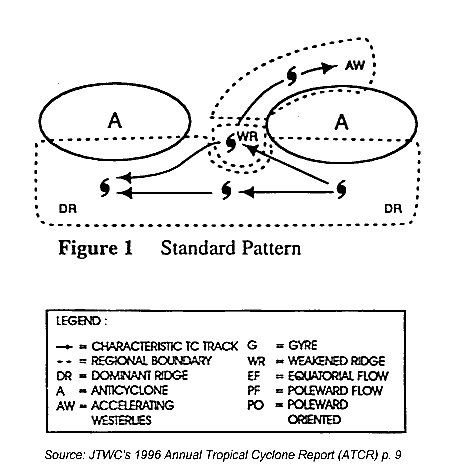 AW
A
WR
A
DR
DR
Figure 1 Standard Pattern
LEGEND :
→ = CHARACTERISTIC TC TRACK G = GYRE
--- = REGIONAL BOUNDARY WR = WEAKENED RIDGE
DR = DOMINANT RIDGE EF = EQUATORIAL FLOW
A = ANTICYCLONE PF = POLEWARD FLOW
AW = ACCELERATING PO = POLEWARD
WESTERLIES ORIENTED
Source: JTWC's 1996 Annual Tropical Cyclone Report (ATCR) p. 9